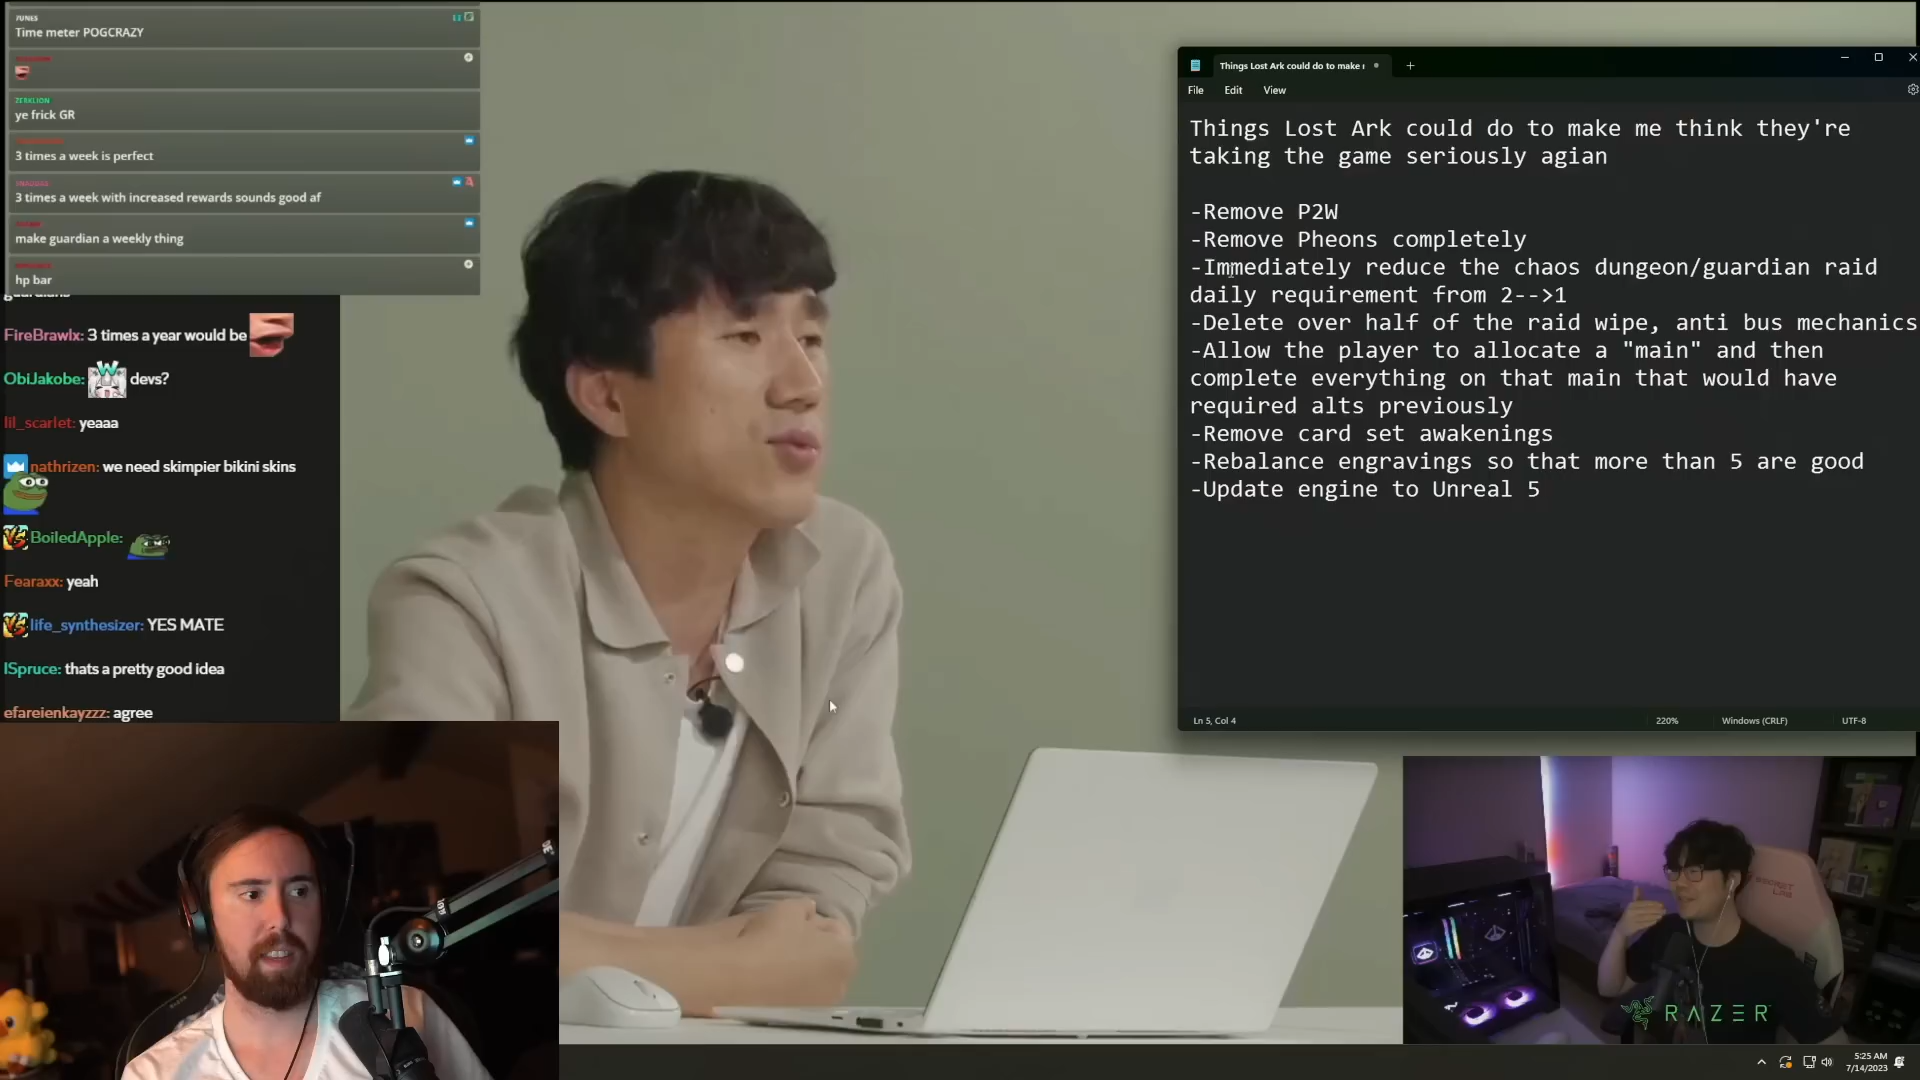 7UNES
Time meter POGCRAZY
ZERKLION
ye frick GR
3 times a week is perfect
3 times a week with increased rewards sounds good af
make guardian a weekly thing
hp bar
guardians
FireBrawlx: 3 times a year would be
ObiJakobe: W devs?
lil_scarlet: yeaaa
nathrizen: we need skimpier bikini skins
BoiledApple:
Fearaxx: yeah
life_synthesizer: YES MATE
ISpruce: thats a pretty good idea
efareienkayzzz: agree
Things Lost Ark could do to make
File Edit View
Things Lost Ark could do to make me think they're
taking the game seriously agian
-Remove P2W
-Remove Pheons completely
-Immediately reduce the chaos dungeon/guardian raid
daily requirement from 2-->1
-Delete over half of the raid wipe, anti bus mechanics
-Allow the player to allocate a "main" and then
complete everything on that main that would have
required alts previously
-Remove card set awakenings
-Rebalance engravings so that more than 5 are good
-Update engine to Unreal 5
Ln 5, Col 4 220% Windows (CRLF) UTF-8
RAZER
5:25 AM
7/14/2023